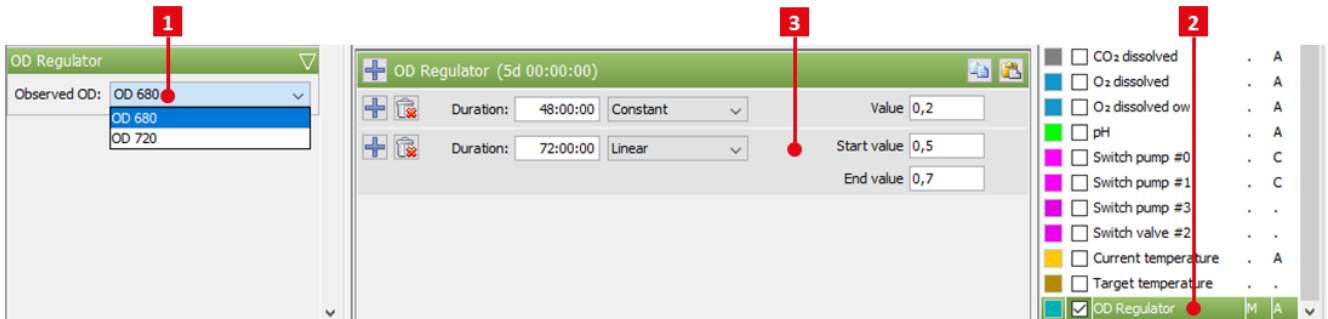 1
3
2
OD Regulator
Observed OD: OD 680
OD 680
OD 720
OD Regulator (5d 00:00:00)
Duration: 48:00:00 Constant Value 0,2
Duration: 72:00:00 Linear Start value 0,5
End value 0,7
CO₂ dissolved . A
O₂ dissolved . A
O₂ dissolved ow . A
pH . A
Switch pump #0 . C
Switch pump #1 . C
Switch pump #3 . .
Switch valve #2 . .
Current temperature . A
Target temperature . .
OD Regulator M A